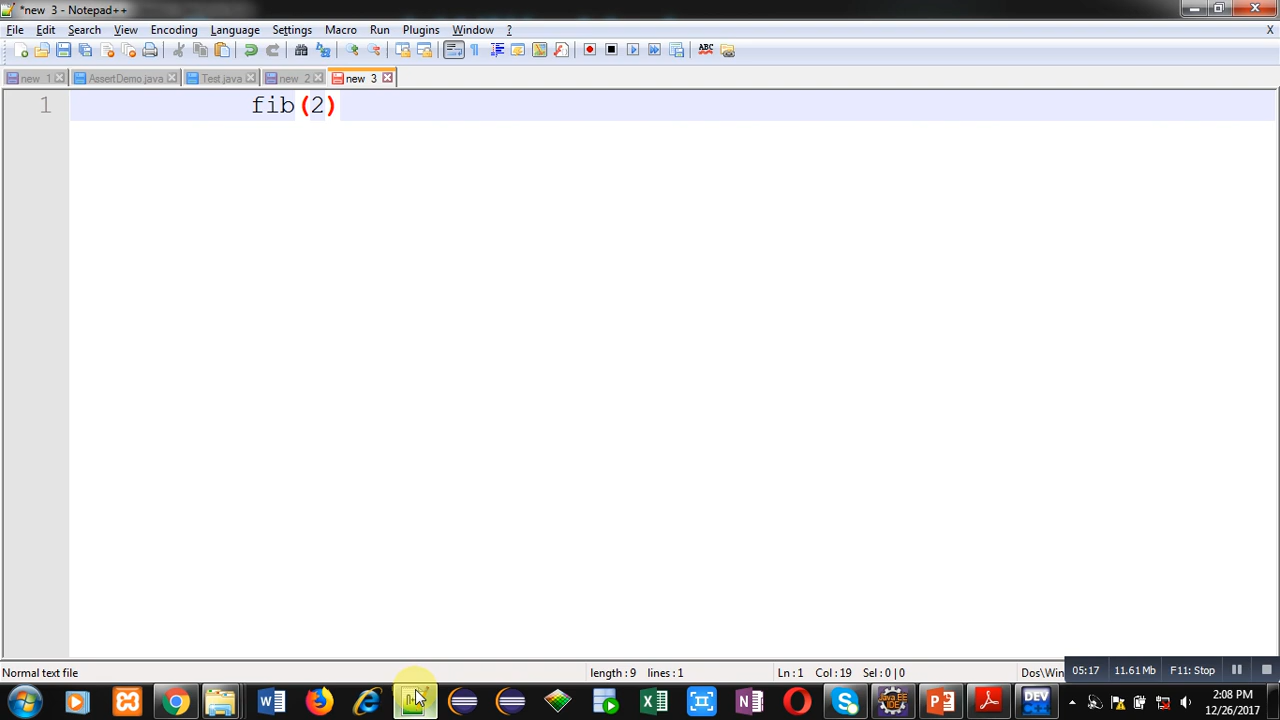 *new 3 - Notepad++
File Edit Search View Encoding Language Settings Macro Run Plugins Window ? X
new 1 AssertDemo.java Test.java new 2 new 3
1 fib(2)
Normal text file length : 9 lines : 1 Ln : 1 Col : 19 Sel : 0 | 0 Dos\Win
05:17 11.61 Mb F11: Stop
2:08 PM
12/26/2017